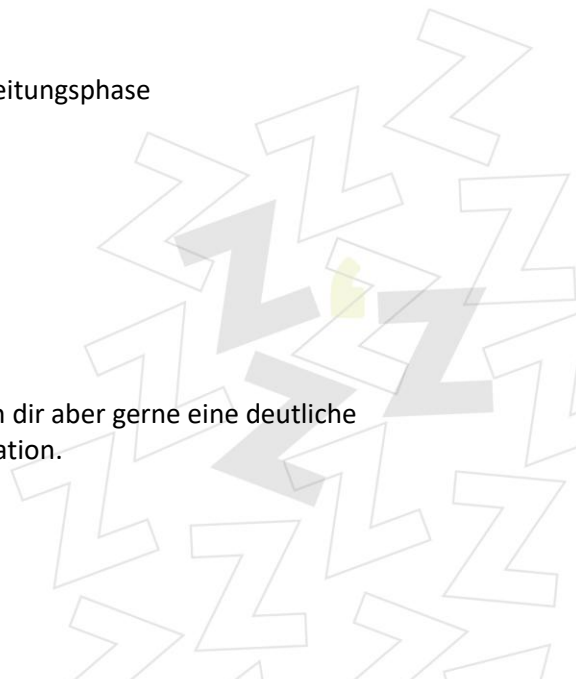 eitungsphase
dir aber gerne eine deutliche
ation.